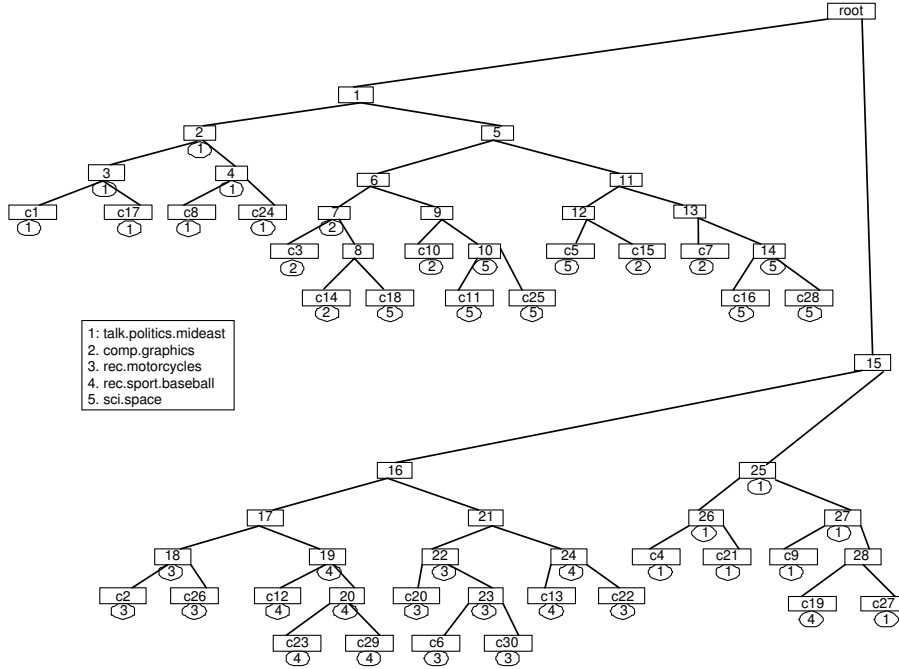 root
1
2
5
1
3
4
6
11
1
1
c1
c17
c8
c24
7
9
12
13
1
1
1
1
2
c3
8
c10
10
c5
c15
c7
14
2
2
5
5
2
2
5
c14
c18
c11
c25
c16
c28
2
5
5
5
5
5
1: talk.politics.mideast
2. comp.graphics
3. rec.motorcycles
4. rec.sport.baseball
5. sci.space
15
16
25
1
17
21
26
27
1
1
18
19
22
24
c4
c21
c9
28
3
4
3
4
1
1
1
c2
c26
c12
20
c20
23
c13
c22
c19
c27
3
3
4
4
3
3
4
3
4
1
c23
c29
c6
c30
4
4
3
3